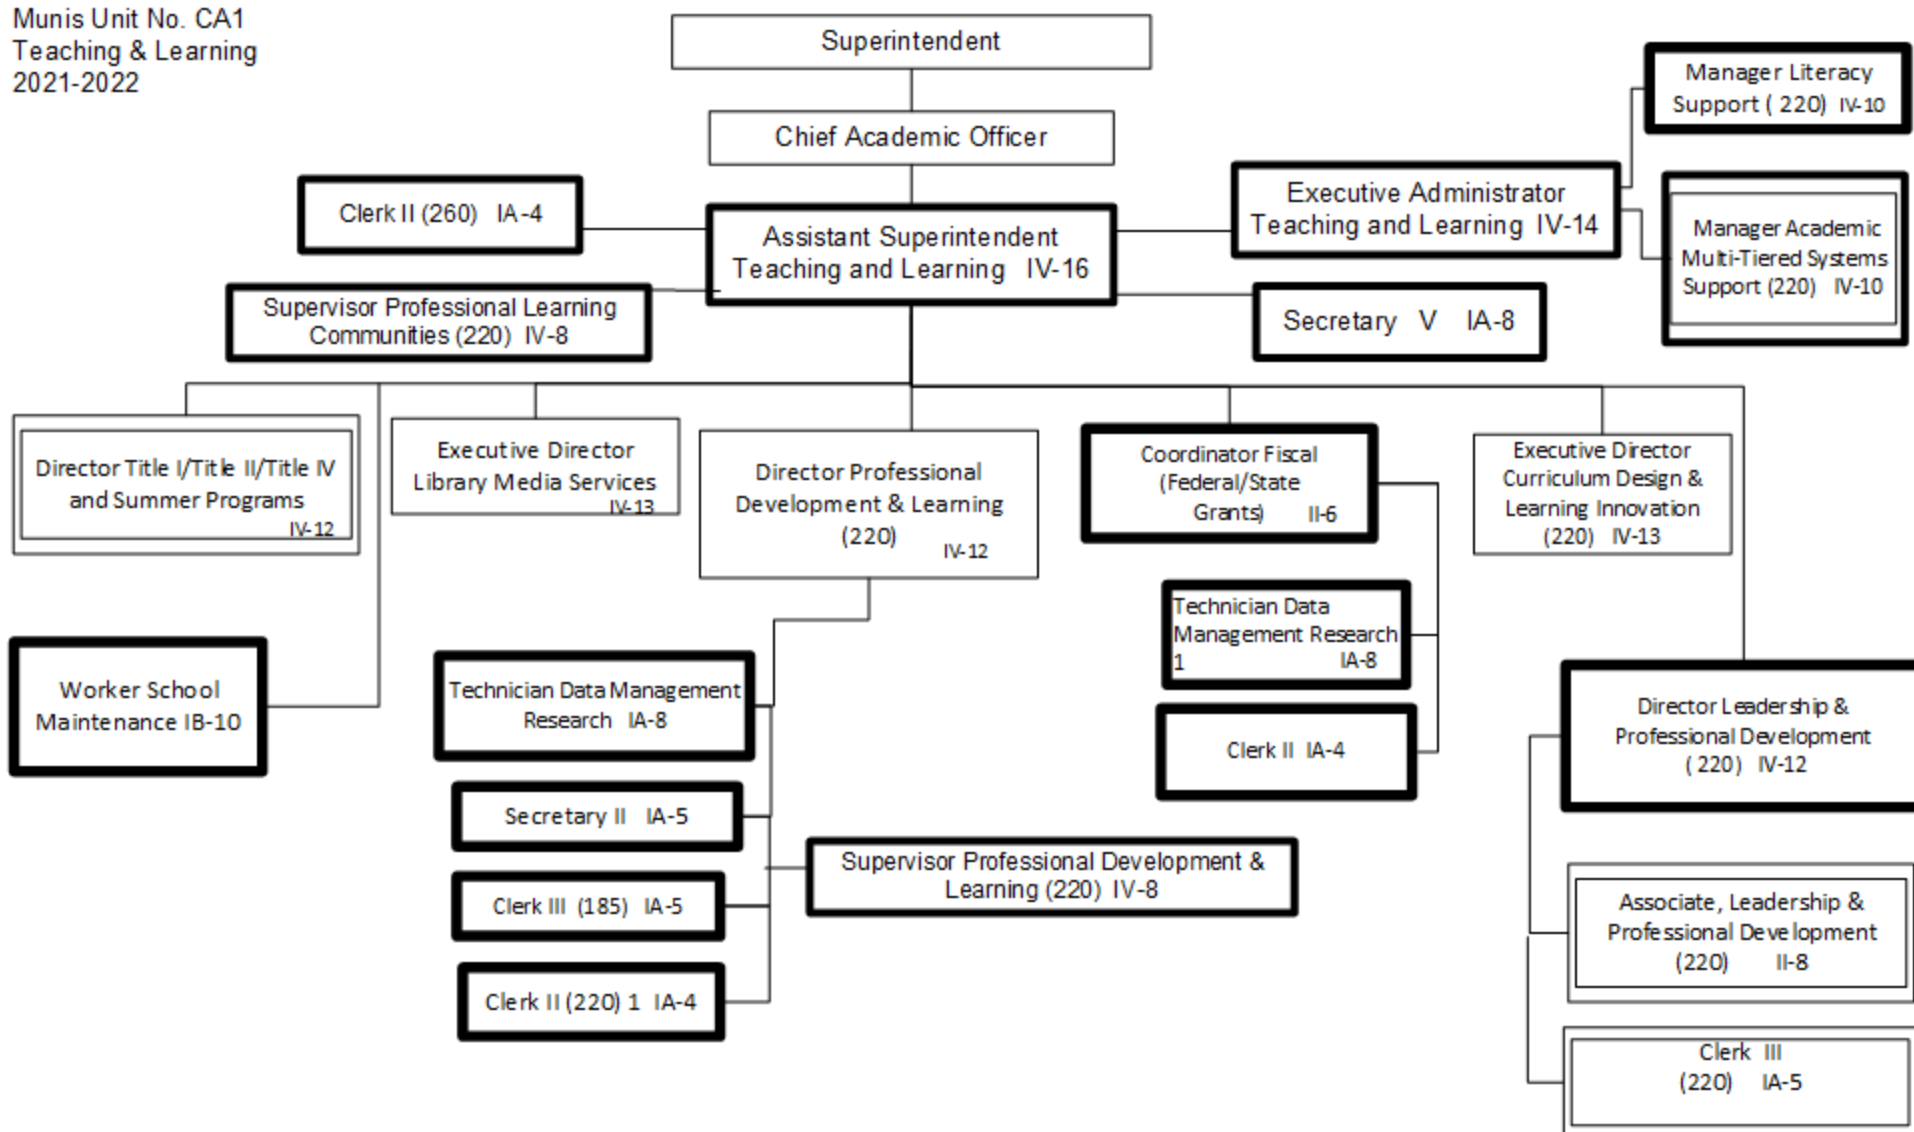 Munis Unit No. CA1
Teaching & Learning
2021-2022
Superintendent
Chief Academic Officer
Manager Literacy
Support ( 220) IV-10
Clerk II (260) IA-4
Assistant Superintendent
Teaching and Learning IV-16
Executive Administrator
Teaching and Learning IV-14
Manager Academic
Multi-Tiered Systems
Support (220) IV-10
Supervisor Professional Learning
Communities (220) IV-8
Secretary V IA-8
Director Title I/Title II/Title IV
and Summer Programs
IV-12
Executive Director
Library Media Services
IV-13
Director Professional
Development & Learning
(220) IV-12
Coordinator Fiscal
(Federal/State
Grants) II-6
Executive Director
Curriculum Design &
Learning Innovation
(220) IV-13
Technician Data
Management Research
1 IA-8
Worker School
Maintenance IB-10
Technician Data Management
Research IA-8
Clerk II IA-4
Director Leadership &
Professional Development
( 220) IV-12
Secretary II IA-5
Supervisor Professional Development &
Learning (220) IV-8
Clerk III (185) IA-5
Associate, Leadership &
Professional Development
(220) II-8
Clerk II (220) 1 IA-4
Clerk III
(220) IA-5